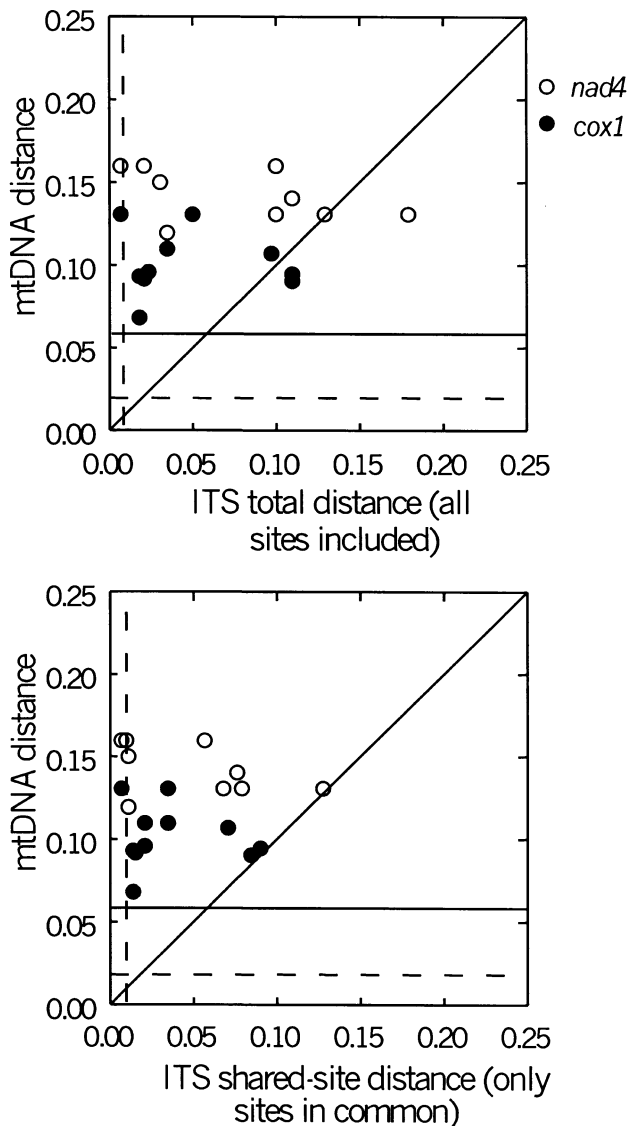 0.25
0.20
0.15
0.10
0.05
0.00
mtDNA distance
0.00 0.05 0.10 0.15 0.20 0.25
ITS total distance (all
sites included)
nad4
cox1
0.25
0.20
0.15
0.10
0.05
0.00
mtDNA distance
0.00 0.05 0.10 0.15 0.20 0.25
ITS shared-site distance (only
sites in common)